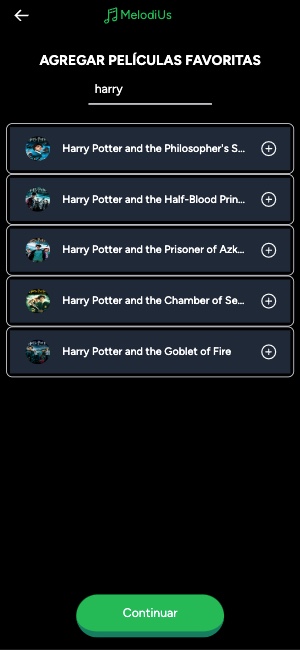 MelodiUs
AGREGAR PELÍCULAS FAVORITAS
harry
Harry Potter and the Philosopher's S...
Harry Potter and the Half-Blood Prin...
Harry Potter and the Prisoner of Azk...
Harry Potter and the Chamber of Se...
Harry Potter and the Goblet of Fire
Continuar